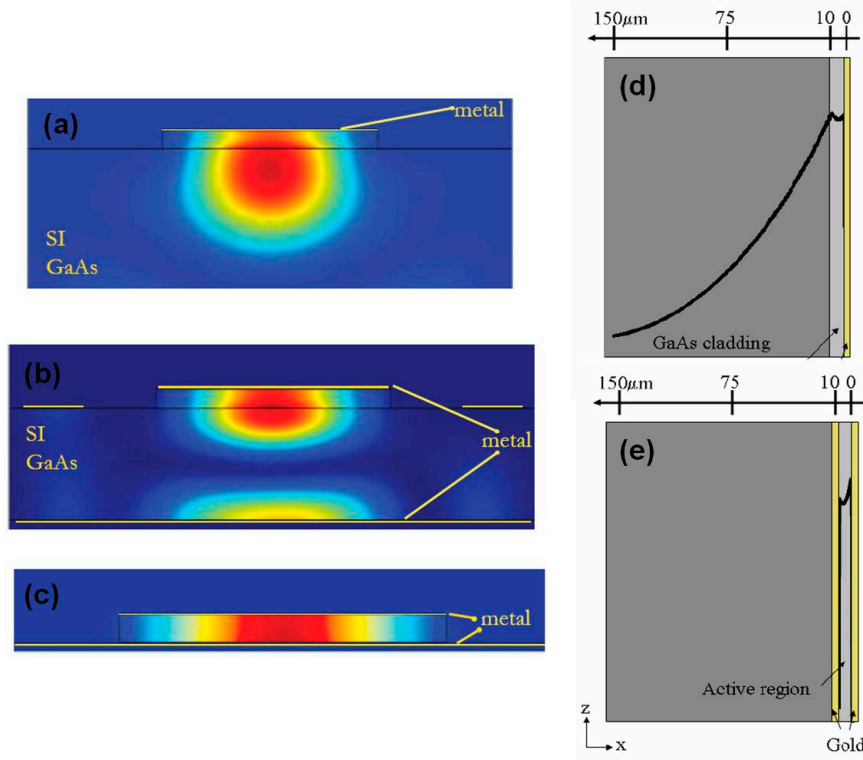 (a)
metal
SI
GaAs
(b)
SI
GaAs
metal
(c)
metal
150μm 75 10 0
(d)
GaAs cladding
150μm 75 10 0
(e)
Active region
z
x
Gold